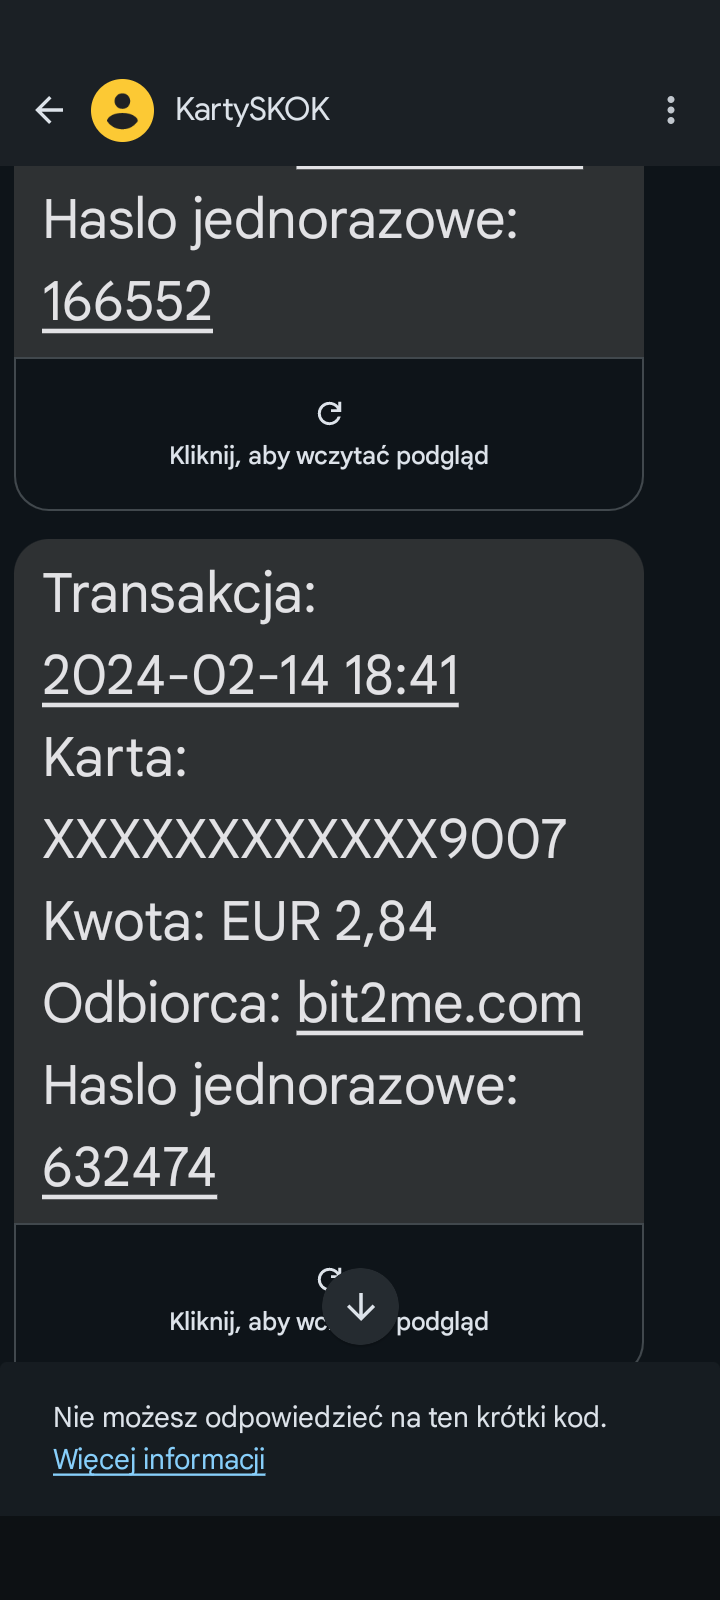 KartySKOK
Haslo jednorazowe:
166552
Kliknij, aby wczytać podgląd
Transakcja:
2024-02-14 18:41
Karta:
XXXXXXXXXXXX9007
Kwota: EUR 2,84
Odbiorca: bit2me.com
Haslo jednorazowe:
632474
Kliknij, aby podgląd
Nie możesz odpowiedzieć na ten krótki kod.
Więcej informacji